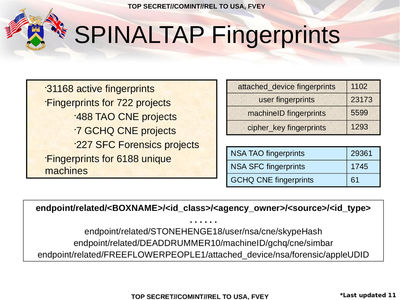 TOP SECRET//COMINT//REL TO USA, FVEY
SPINALTAP Fingerprints
·31168 active fingerprints
·Fingerprints for 722 projects
·488 TAO CNE projects
·7 GCHQ CNE projects
·227 SFC Forensics projects
·Fingerprints for 6188 unique
machines
attached_device fingerprints 1102
user fingerprints 23173
machineID fingerprints 5599
cipher_key fingerprints 1293
NSA TAO fingerprints 29361
NSA SFC fingerprints 1745
GCHQ CNE fingerprints 61
endpoint/related/<BOXNAME>/<id_class>/<agency_owner>/<source>/<id_type>
. . . . . .
endpoint/related/STONEHENGE18/user/nsa/cne/skypeHash
endpoint/related/DEADDRUMMER10/machineID/gchq/cne/simbar
endpoint/related/FREEFLOWERPEOPLE1/attached_device/nsa/forensic/appleUDID
TOP SECRET//COMINT//REL TO USA, FVEY
*Last updated 11